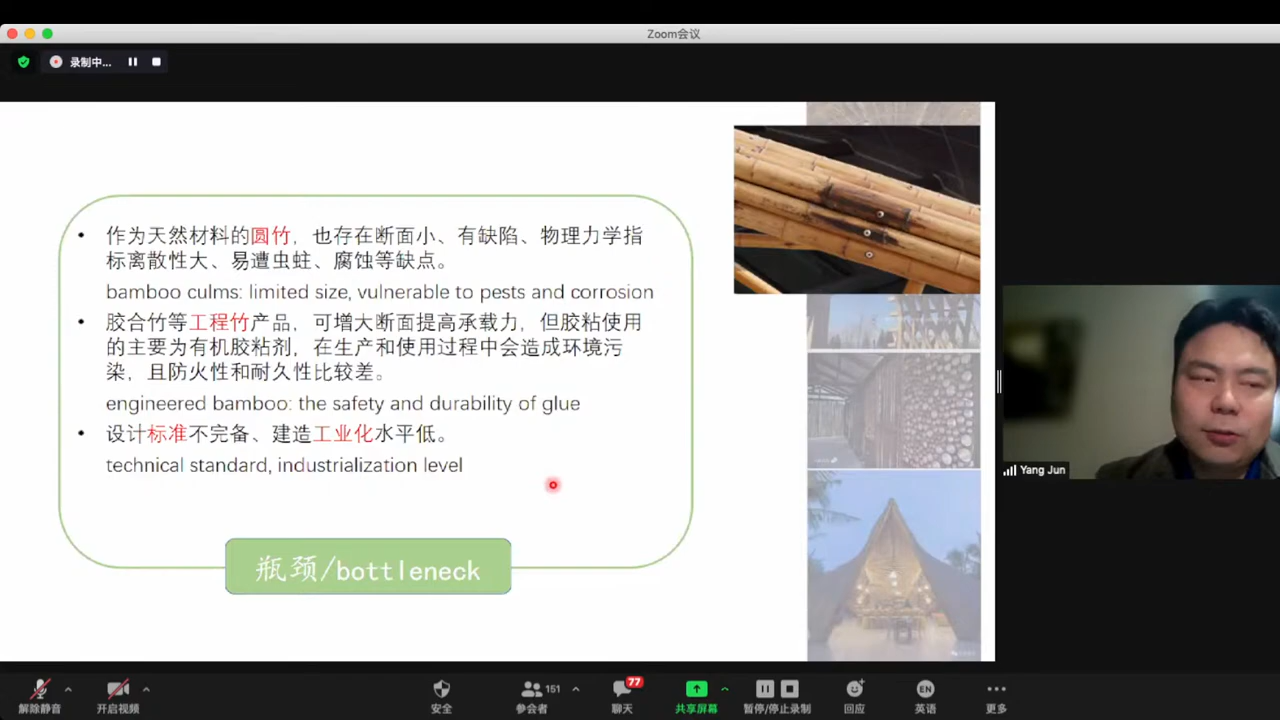 Zoom会议
录制中...
• 作为天然材料的圆竹，也存在断面小、有缺陷、物理力学指
标离散性大、易遭虫蛀、腐蚀等缺点。
bamboo culms: limited size, vulnerable to pests and corrosion
• 胶合竹等工程竹产品，可增大断面提高承载力，但胶粘使用
的主要为有机胶粘剂，在生产和使用过程中会造成环境污
染，且防火性和耐久性比较差。
engineered bamboo: the safety and durability of glue
• 设计标准不完备、建造工业化水平低。
technical standard, industrialization level
瓶颈/bottleneck
Yang Jun
151
77
EN
解除静音
开启视频
安全
参会者
聊天
共享屏幕
暂停/停止录制
回应
英语
更多